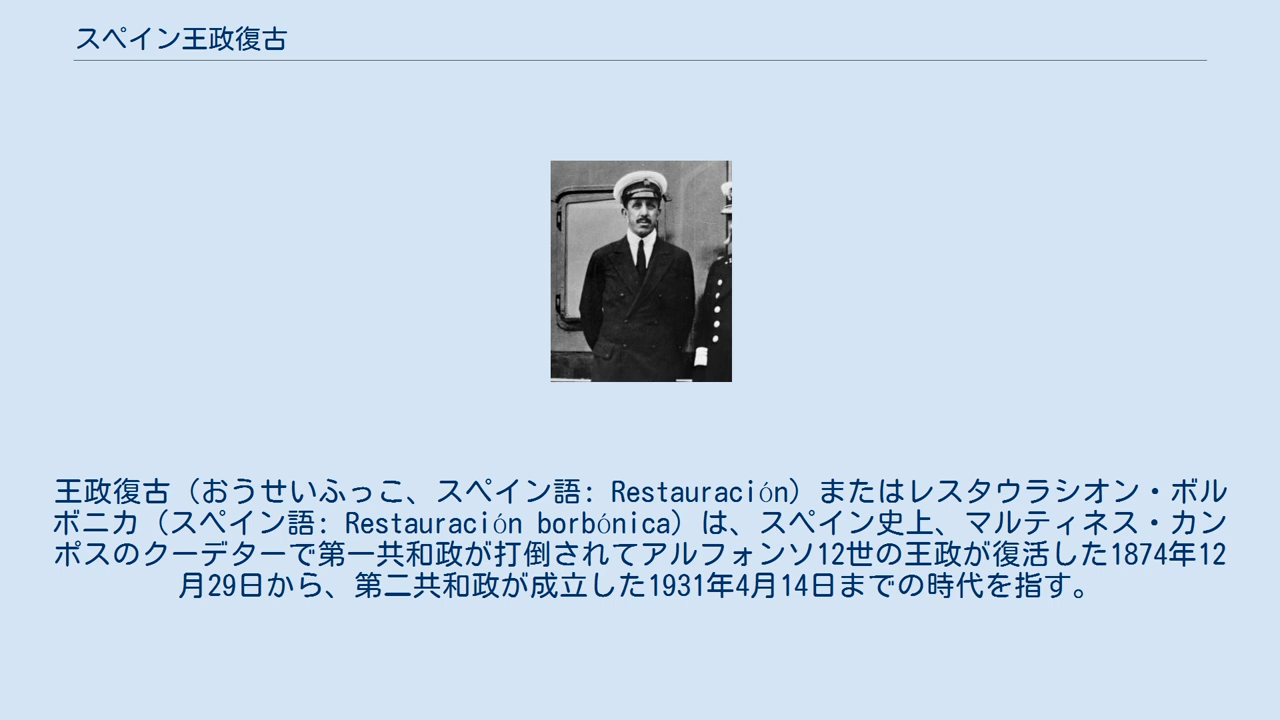 スペイン王政復古
王政復古（おうせいふっこ、スペイン語: Restauración）またはレスタウラシオン・ボル
ボニカ（スペイン語: Restauración borbónica）は、スペイン史上、マルティネス・カン
ポスのクーデターで第一共和政が打倒されてアルフォンソ12世の王政が復活した1874年12
月29日から、第二共和政が成立した1931年4月14日までの時代を指す。